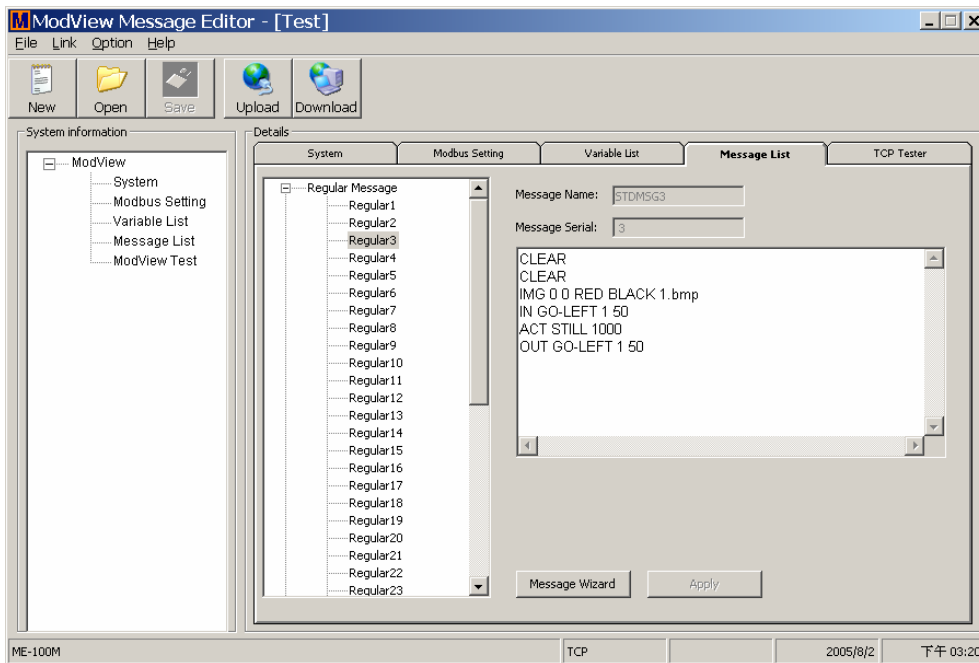 ModView Message Editor - [Test]
File Link Option Help
New Open Save Upload Download
System information
ModView
System
Modbus Setting
Variable List
Message List
ModView Test
Details
System Modbus Setting Variable List Message List TCP Tester
Regular Message
Regular1
Regular2
Regular3
Regular4
Regular5
Regular6
Regular7
Regular8
Regular9
Regular10
Regular11
Regular12
Regular13
Regular14
Regular15
Regular16
Regular17
Regular18
Regular19
Regular20
Regular21
Regular22
Regular23
Message Name: STDMSG3
Message Serial: 3
CLEAR
CLEAR
IMG 0 0 RED BLACK 1.bmp
IN GO-LEFT 1 50
ACT STILL 1000
OUT GO-LEFT 1 50
Message Wizard Apply
ME-100M TCP 2005/8/2 下午